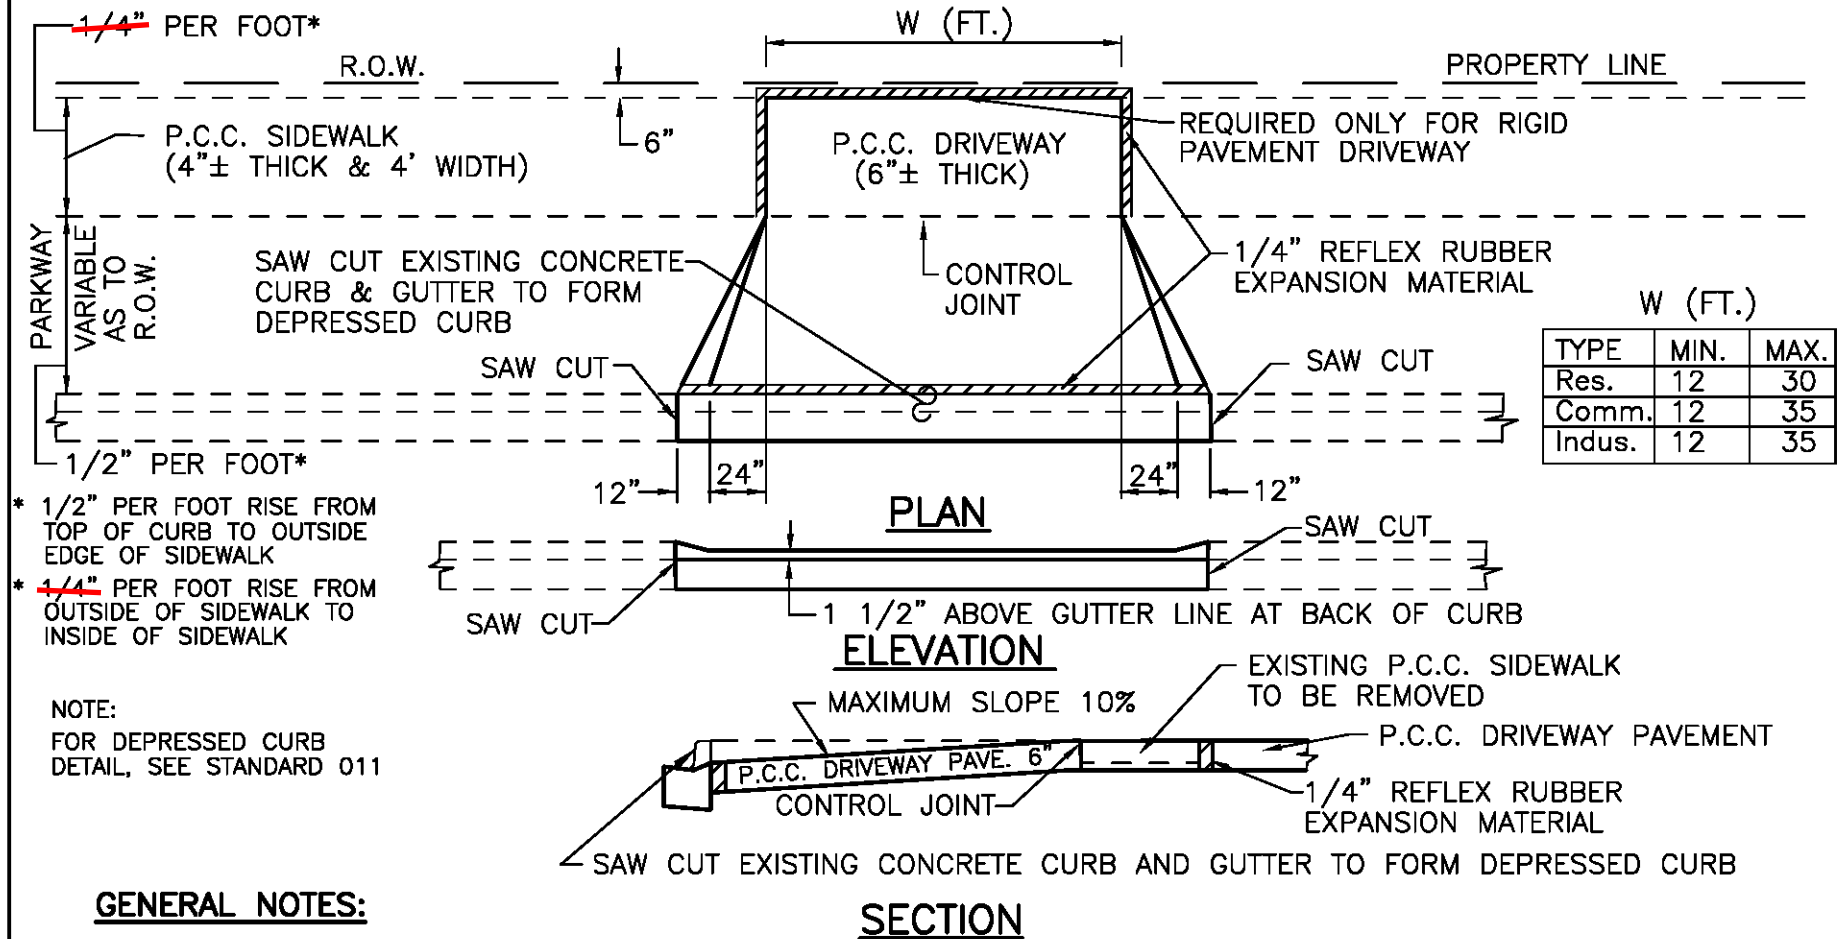 1/4" PER FOOT*
W (FT.)
R.O.W.
PROPERTY LINE
6"
P.C.C. SIDEWALK
(4"± THICK & 4' WIDTH)
P.C.C. DRIVEWAY
(6"± THICK)
REQUIRED ONLY FOR RIGID
PAVEMENT DRIVEWAY
PARKWAY
VARIABLE
AS TO
R.O.W.
SAW CUT EXISTING CONCRETE
CURB & GUTTER TO FORM
DEPRESSED CURB
CONTROL
JOINT
1/4" REFLEX RUBBER
EXPANSION MATERIAL
W (FT.)
TYPE MIN. MAX.
Res. 12 30
Comm. 12 35
Indus. 12 35
SAW CUT
SAW CUT
1/2" PER FOOT*
12"
24"
24"
12"
PLAN
* 1/2" PER FOOT RISE FROM
TOP OF CURB TO OUTSIDE
EDGE OF SIDEWALK
* 1/4" PER FOOT RISE FROM
OUTSIDE OF SIDEWALK TO
INSIDE OF SIDEWALK
SAW CUT
SAW CUT
1 1/2" ABOVE GUTTER LINE AT BACK OF CURB
ELEVATION
NOTE:
FOR DEPRESSED CURB
DETAIL, SEE STANDARD 011
MAXIMUM SLOPE 10%
EXISTING P.C.C. SIDEWALK
TO BE REMOVED
P.C.C. DRIVEWAY PAVEMENT
P.C.C. DRIVEWAY PAVE. 6"
CONTROL JOINT
1/4" REFLEX RUBBER
EXPANSION MATERIAL
SAW CUT EXISTING CONCRETE CURB AND GUTTER TO FORM DEPRESSED CURB
GENERAL NOTES:
SECTION